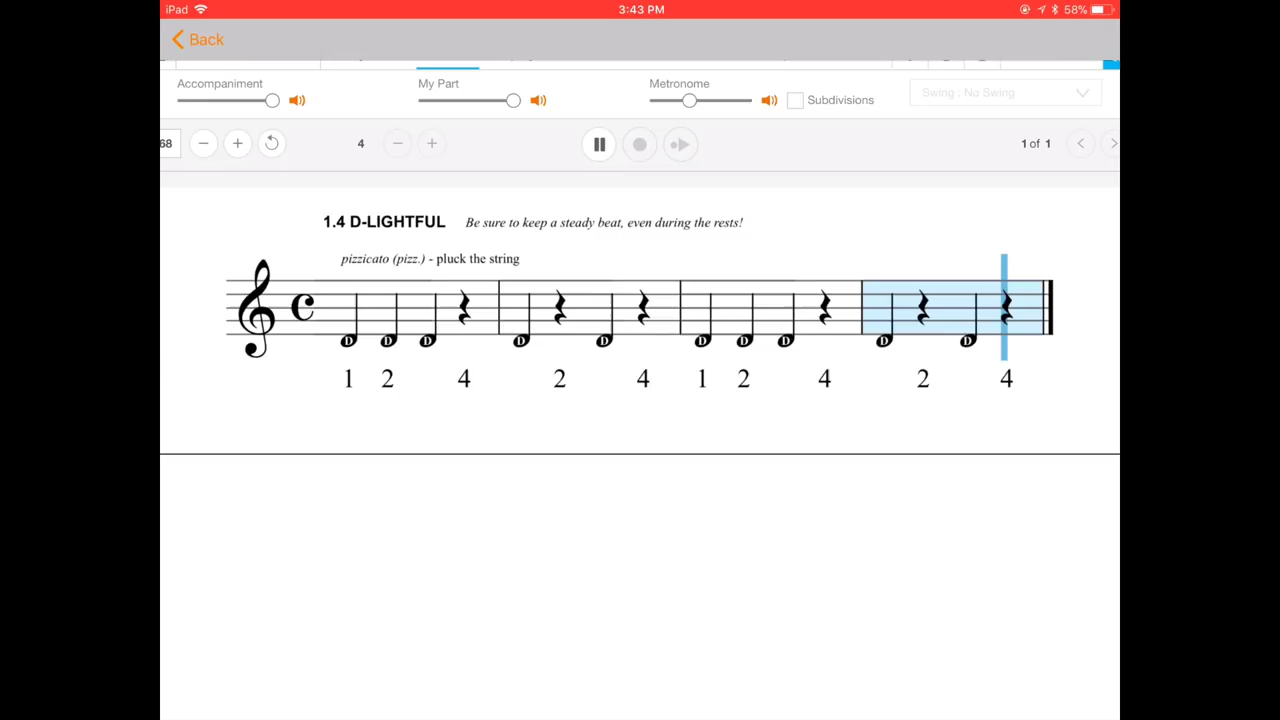 iPad 3:43 PM 58%
Back
Accompaniment My Part Metronome
Subdivisions Swing : No Swing
68 4 1 of 1
1.4 D-LIGHTFUL Be sure to keep a steady beat, even during the rests!
pizzicato (pizz.) - pluck the string
D D D D D D D D D D
1 2 4 2 4 1 2 4 2 4